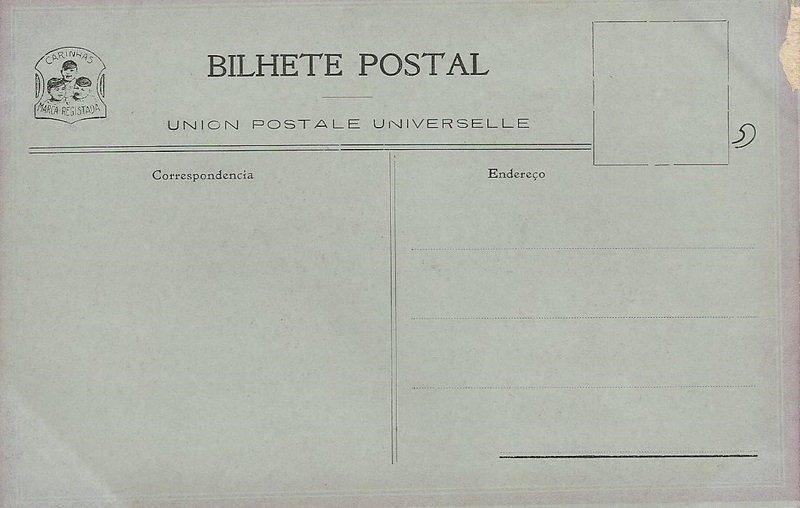 CARINHAS
MARCA REGISTADA
BILHETE POSTAL
UNION POSTALE UNIVERSELLE
Correspondencia
Endereço